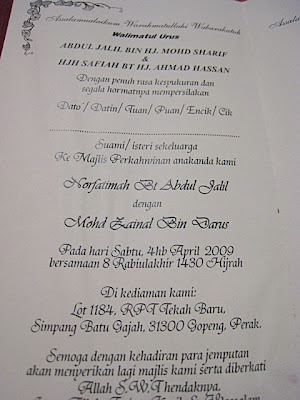 Assalamualaikum Warahmatullahi Wabarakatuh
Walimatul Urus
ABDUL JALIL BIN HJ. MOHD SHARIF
&
HJH SAFIAH BT HJ. AHMAD HASSAN
Dengan penuh rasa kesyukuran dan
segala hormatnya mempersilakan
Dato'/ Datin/ Tuan/ Puan/ Encik/ Cik
Suami/ isteri sekeluarga
Ke Majlis Perkahwinan anakanda kami
Norfatimah Bt Abdul Jalil
dengan
Mohd Zainal Bin Darus
Pada hari Sabtu, 4hb April 2009
bersamaan 8 Rabiulakhir 1430 Hijrah
Di kediaman kami:
Lot 1184, RPT Tekah Baru,
Simpang Batu Gajah, 31300 Gopeng, Perak.
Semoga dengan kehadiran para jemputan
akan menyerikan lagi majlis kami serta diberkati
Allah S.W.T hendaknya.